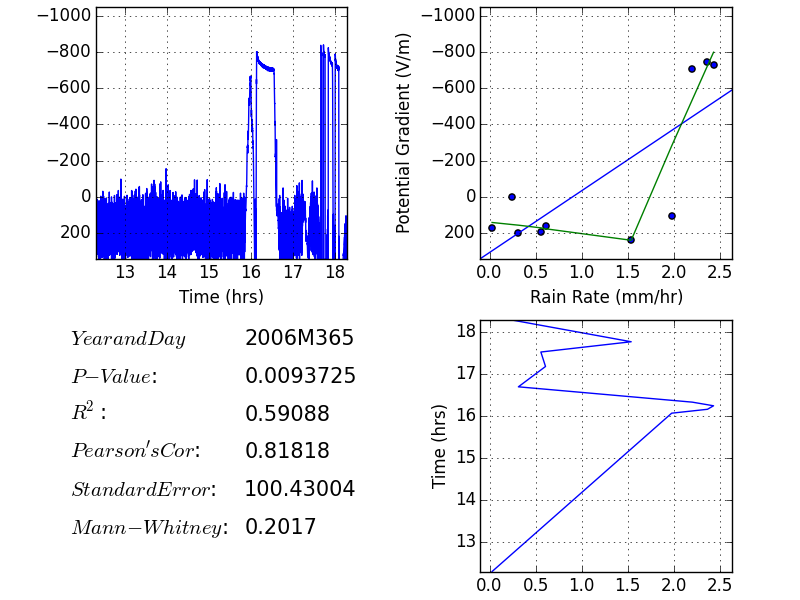 −1000
−800
−600
−400
−200
0
200
13 14 15 16 17 18
Time (hrs)
Potential Gradient (V/m)
−1000
−800
−600
−400
−200
0
200
0.0 0.5 1.0 1.5 2.0 2.5
Rain Rate (mm/hr)
YearandDay 2006M365
P−Value: 0.0093725
R²: 0.59088
Pearson'sCor: 0.81818
StandardError: 100.43004
Mann−Whitney: 0.2017
Time (hrs)
18
17
16
15
14
13
0.0 0.5 1.0 1.5 2.0 2.5